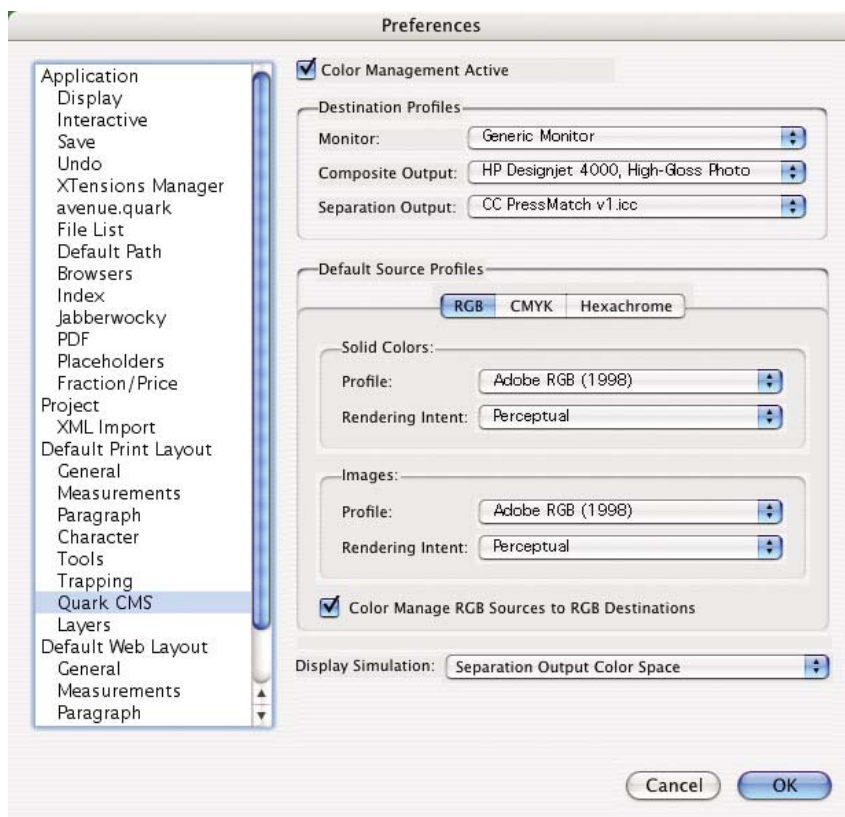 Preferences
Application
Display
Interactive
Save
Undo
XTensions Manager
avenue.quark
File List
Default Path
Browsers
Index
Jabberwocky
PDF
Placeholders
Fraction/Price
Project
XML Import
Default Print Layout
General
Measurements
Paragraph
Character
Tools
Trapping
Quark CMS
Layers
Default Web Layout
General
Measurements
Paragraph
Color Management Active
Destination Profiles
Monitor: Generic Monitor
Composite Output: HP Designjet 4000, High-Gloss Photo
Separation Output: CC PressMatch v1.icc
Default Source Profiles
RGB CMYK Hexachrome
Solid Colors:
Profile: Adobe RGB (1998)
Rendering Intent: Perceptual
Images:
Profile: Adobe RGB (1998)
Rendering Intent: Perceptual
Color Manage RGB Sources to RGB Destinations
Display Simulation: Separation Output Color Space
Cancel OK